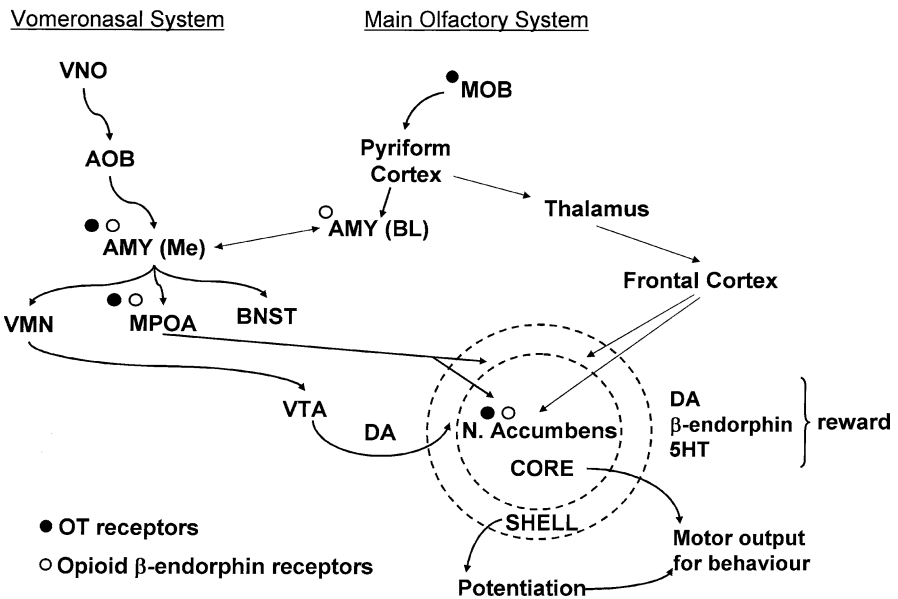 Vomeronasal System
Main Olfactory System
VNO
MOB
AOB
Pyriform
Cortex
Thalamus
AMY (Me)
AMY (BL)
Frontal Cortex
VMN
MPOA
BNST
VTA
DA
N. Accumbens
CORE
SHELL
DA
β-endorphin
5HT
reward
OT receptors
Opioid β-endorphin receptors
Motor output
for behaviour
Potentiation